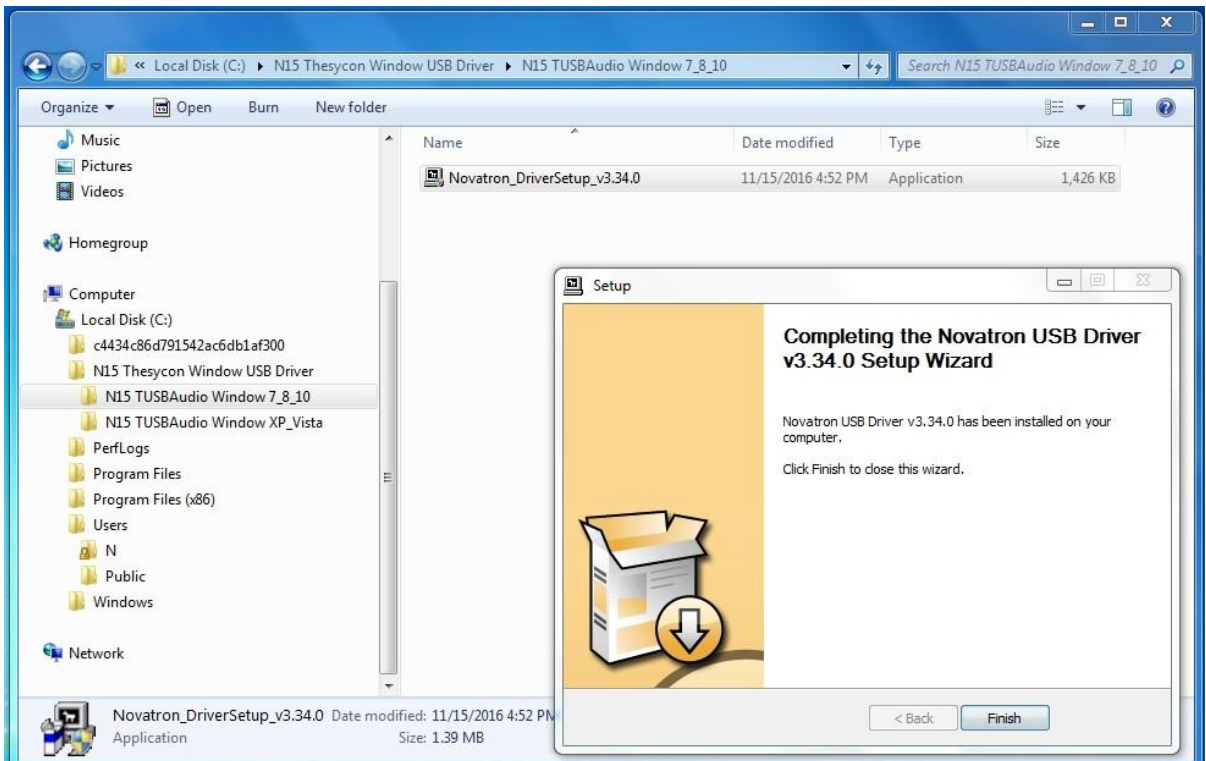 « Local Disk (C:) ▸ N15 Thesycon Window USB Driver ▸ N15 TUSBAudio Window 7_8_10
Search N15 TUSBAudio Window 7_8_10
Organize Open Burn New folder
Music
Pictures
Videos
Homegroup
Computer
Local Disk (C:)
c4434c86d791542ac6db1af300
N15 Thesycon Window USB Driver
N15 TUSBAudio Window 7_8_10
N15 TUSBAudio Window XP_Vista
PerfLogs
Program Files
Program Files (x86)
Users
N
Public
Windows
Network
Name Date modified Type Size
Novatron_DriverSetup_v3.34.0 11/15/2016 4:52 PM Application 1,426 KB
Setup
Completing the Novatron USB Driver
v3.34.0 Setup Wizard
Novatron USB Driver v3.34.0 has been installed on your
computer.
Click Finish to close this wizard.
< Back Finish
Novatron_DriverSetup_v3.34.0 Date modified: 11/15/2016 4:52 PM
Application Size: 1.39 MB